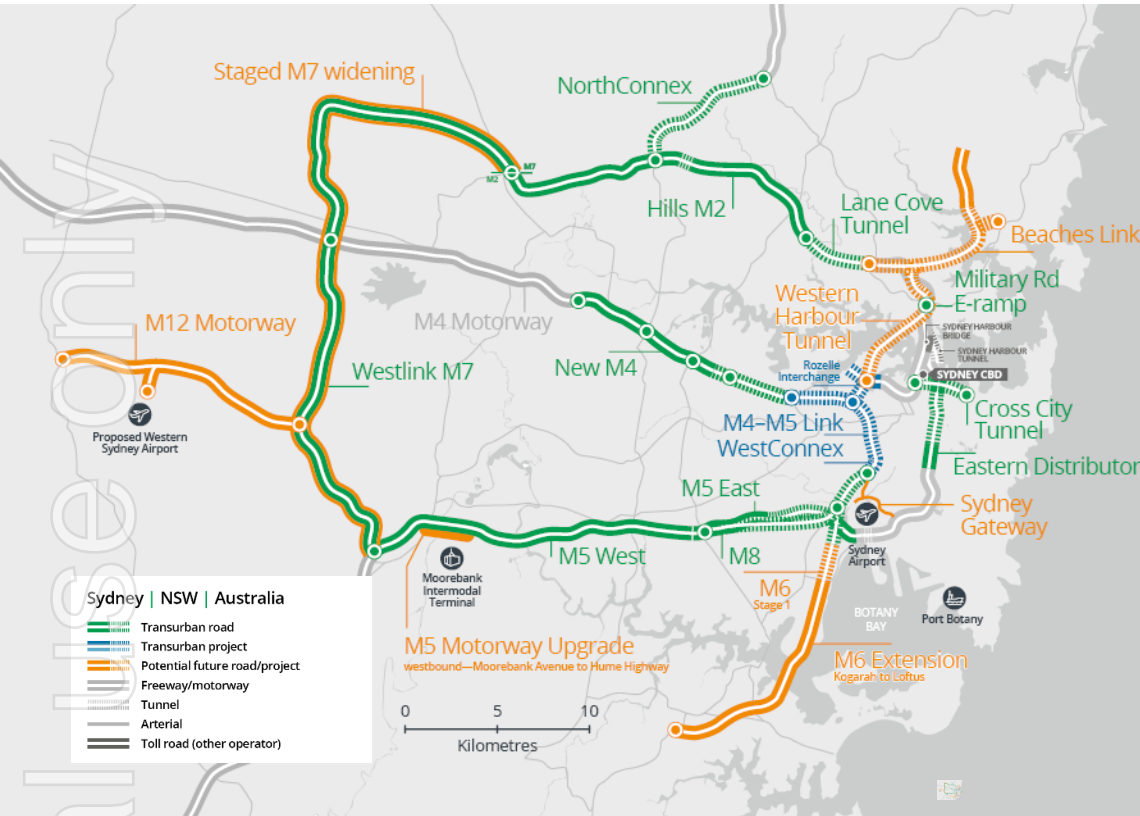 Staged M7 widening
NorthConnex
M7
M2
Hills M2
Lane Cove
Tunnel
Beaches Link
Military Rd
E-ramp
Western
Harbour
Tunnel
SYDNEY HARBOUR
BRIDGE
SYDNEY HARBOUR
TUNNEL
M12 Motorway
M4 Motorway
Westlink M7
New M4
Rozelle
Interchange
SYDNEY CBD
M4–M5 Link
WestConnex
Cross City
Tunnel
Eastern Distributor
Proposed Western
Sydney Airport
M5 East
Sydney
Gateway
M5 West
M8
Sydney
Airport
Moorebank
Intermodal
Terminal
M6
Stage 1
BOTANY
BAY
Port Botany
M5 Motorway Upgrade
westbound—Moorebank Avenue to Hume Highway
M6 Extension
Kogarah to Loftus
Sydney | NSW | Australia
Transurban road
Transurban project
Potential future road/project
Freeway/motorway
Tunnel
Arterial
Toll road (other operator)
0 5 10
Kilometres
al use only